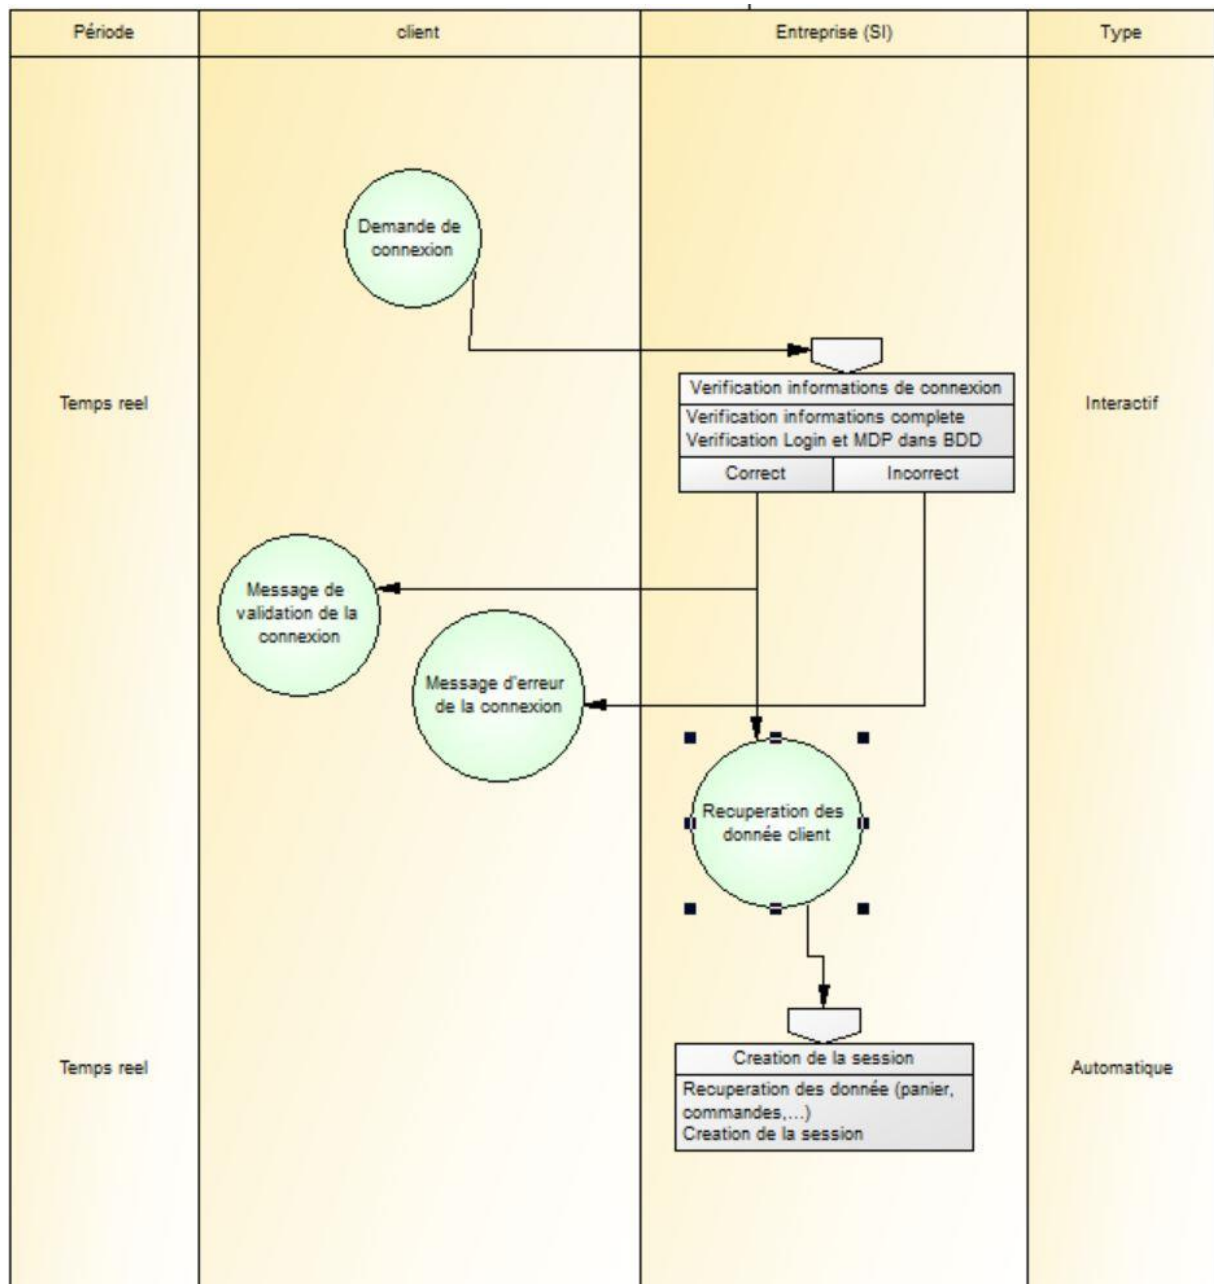 Période
client
Entreprise (SI)
Type
Demande de
connexion
Verification informations de connexion
Temps reel
Interactif
Verification informations complete
Verification Login et MDP dans BDD
Correct
Incorrect
Message de
validation de la
connexion
Message d'erreur
de la connexion
Recuperation des
donnée client
Creation de la session
Temps reel
Automatique
Recuperation des donnée (panier,
commandes,...)
Creation de la session